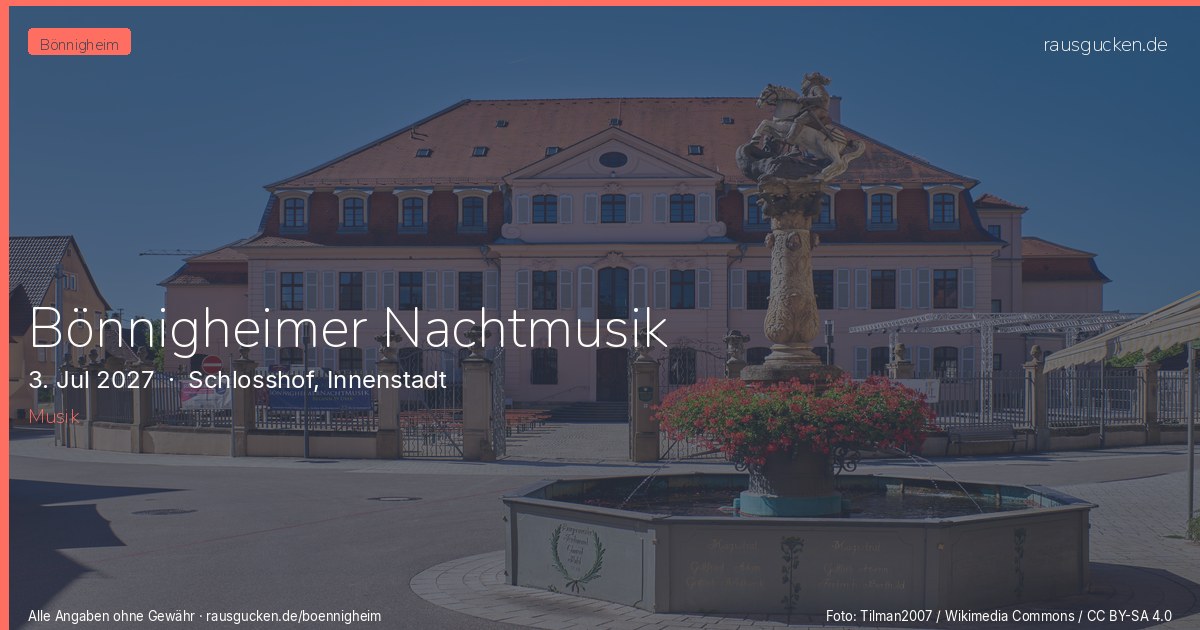 Bönnigheim
rausgucken.de
Bönnigheimer Nachtmusik
3. Jul 2027 · Schlosshof, Innenstadt
Musik
Alle Angaben ohne Gewähr · rausgucken.de/boennigheim
Foto: Tilman2007 / Wikimedia Commons / CC BY-SA 4.0